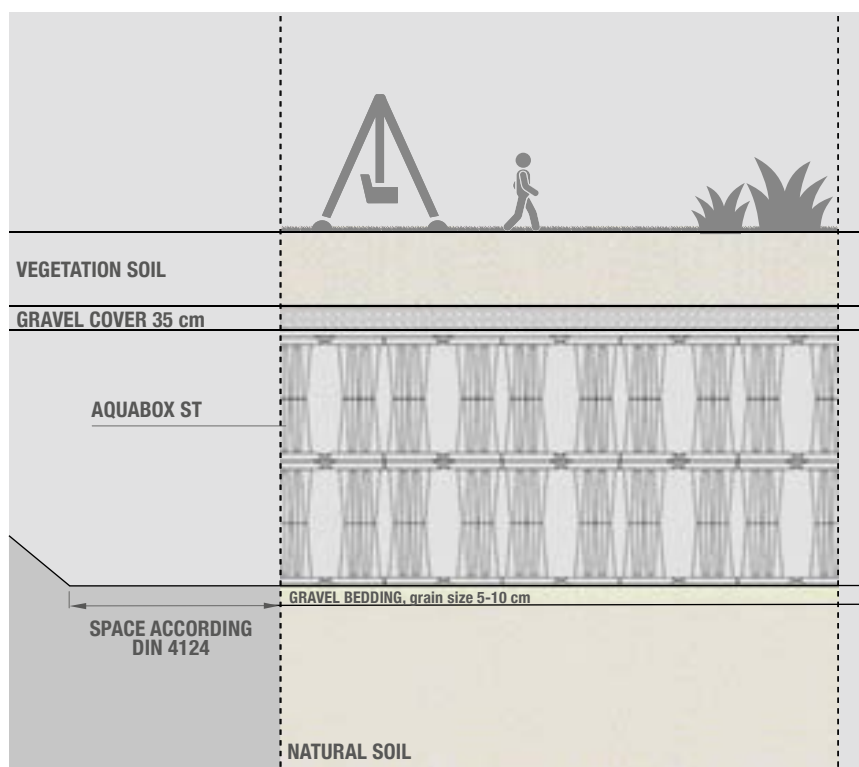 VEGETATION SOIL
GRAVEL COVER 35 cm
AQUABOX ST
GRAVEL BEDDING, grain size 5-10 cm
SPACE ACCORDING
DIN 4124
NATURAL SOIL